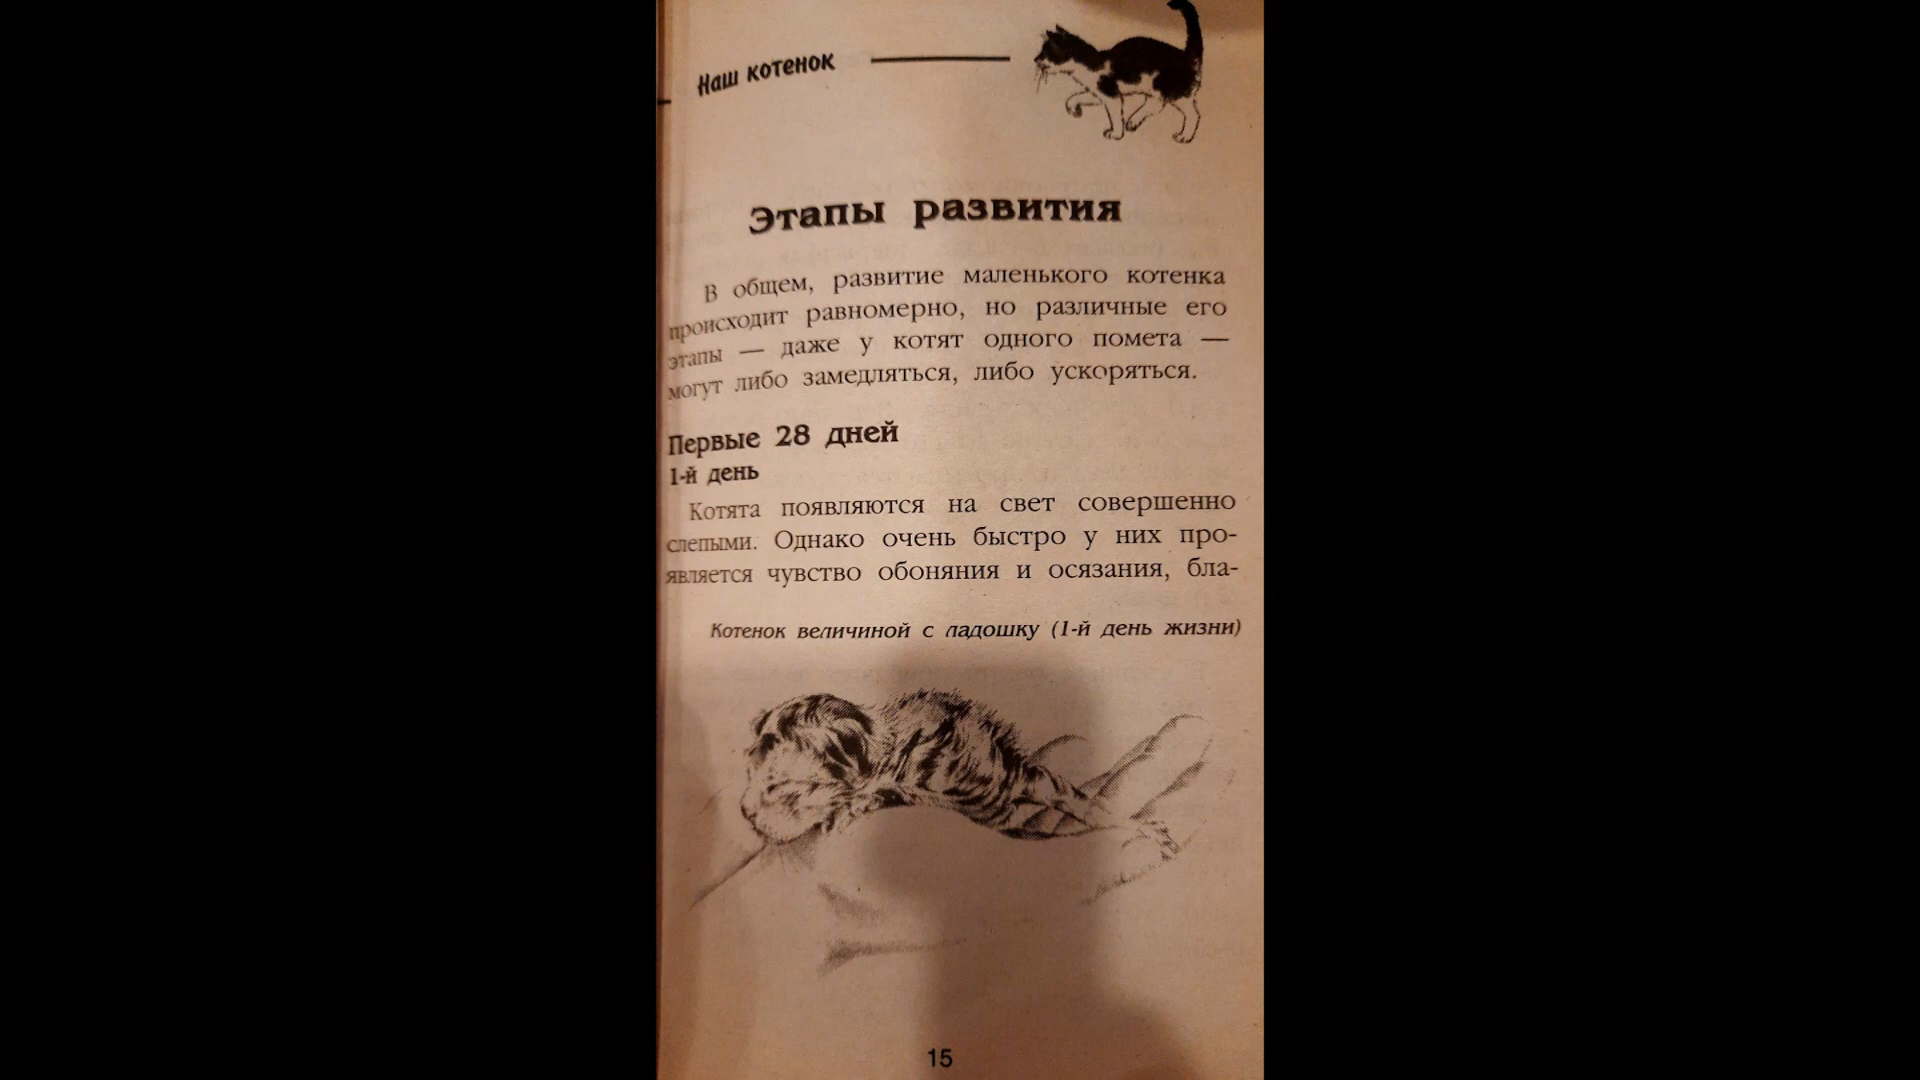 Наш котенок
Этапы развития
В общем, развитие маленького котенка
происходит равномерно, но различные его
этапы — даже у котят одного помета —
могут либо замедляться, либо ускоряться.
Первые 28 дней
1-й день
Котята появляются на свет совершенно
слепыми. Однако очень быстро у них про-
является чувство обоняния и осязания, бла-
Котенок величиной с ладошку (1-й день жизни)
15